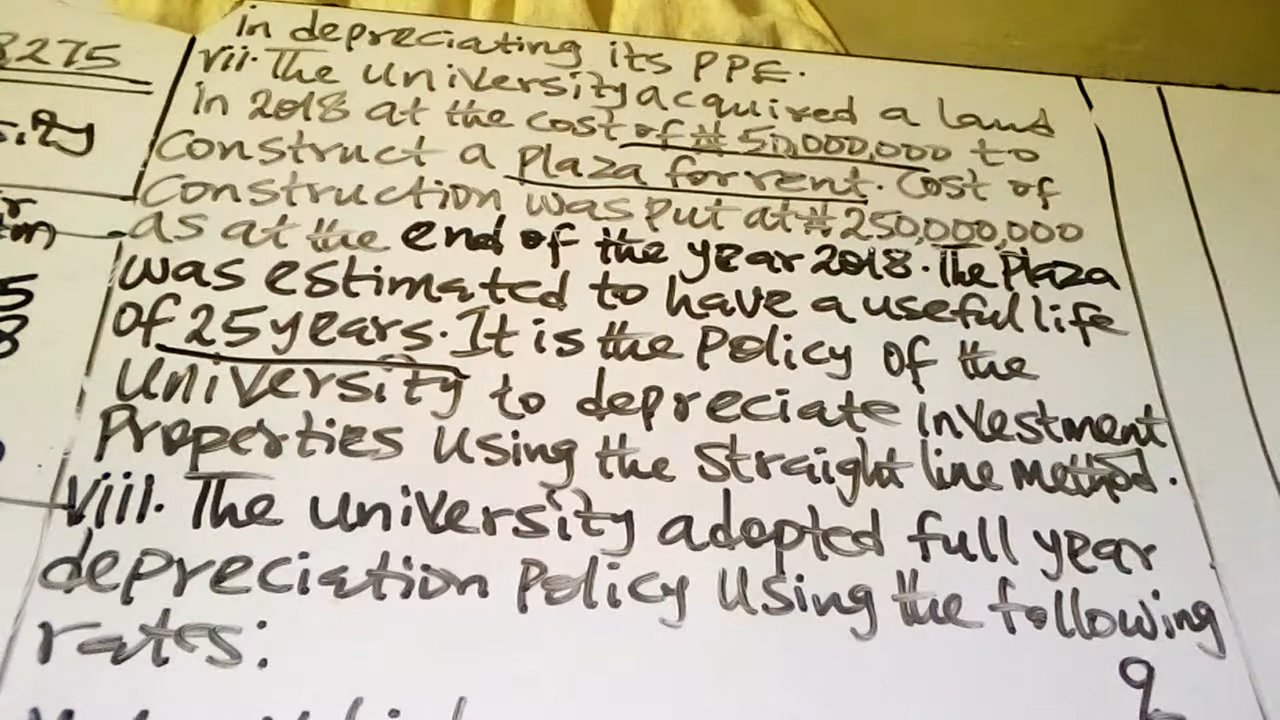 in depreciating its PPE.
vii. The University acquired a land
in 2018 at the cost of ₦50,000,000 to
Construct a plaza for rent. Cost of
Construction was put at ₦250,000,000
as at the end of the year 2018. The Plaza
was estimated to have a useful life
of 25 years. It is the Policy of the
University to depreciate investment
Properties Using the Straight line Method.
viii. The university adopted full year
depreciation Policy Using the following
rates:
%
8275
5
8